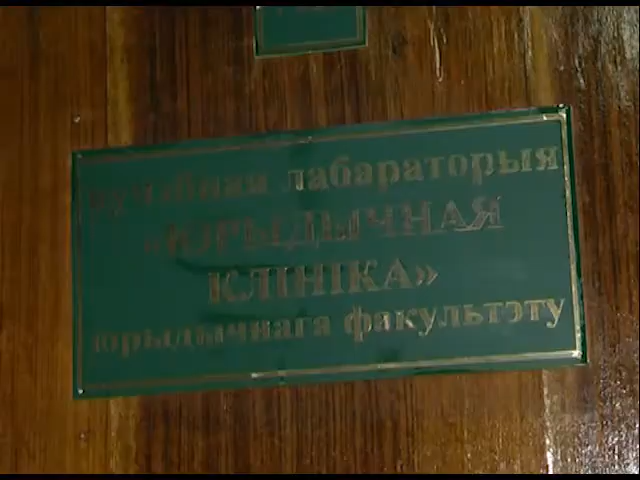 вучэбная лабараторыя
«ЮРЫДЫЧНАЯ
КЛІНІКА»
юрыдычнага факультэту